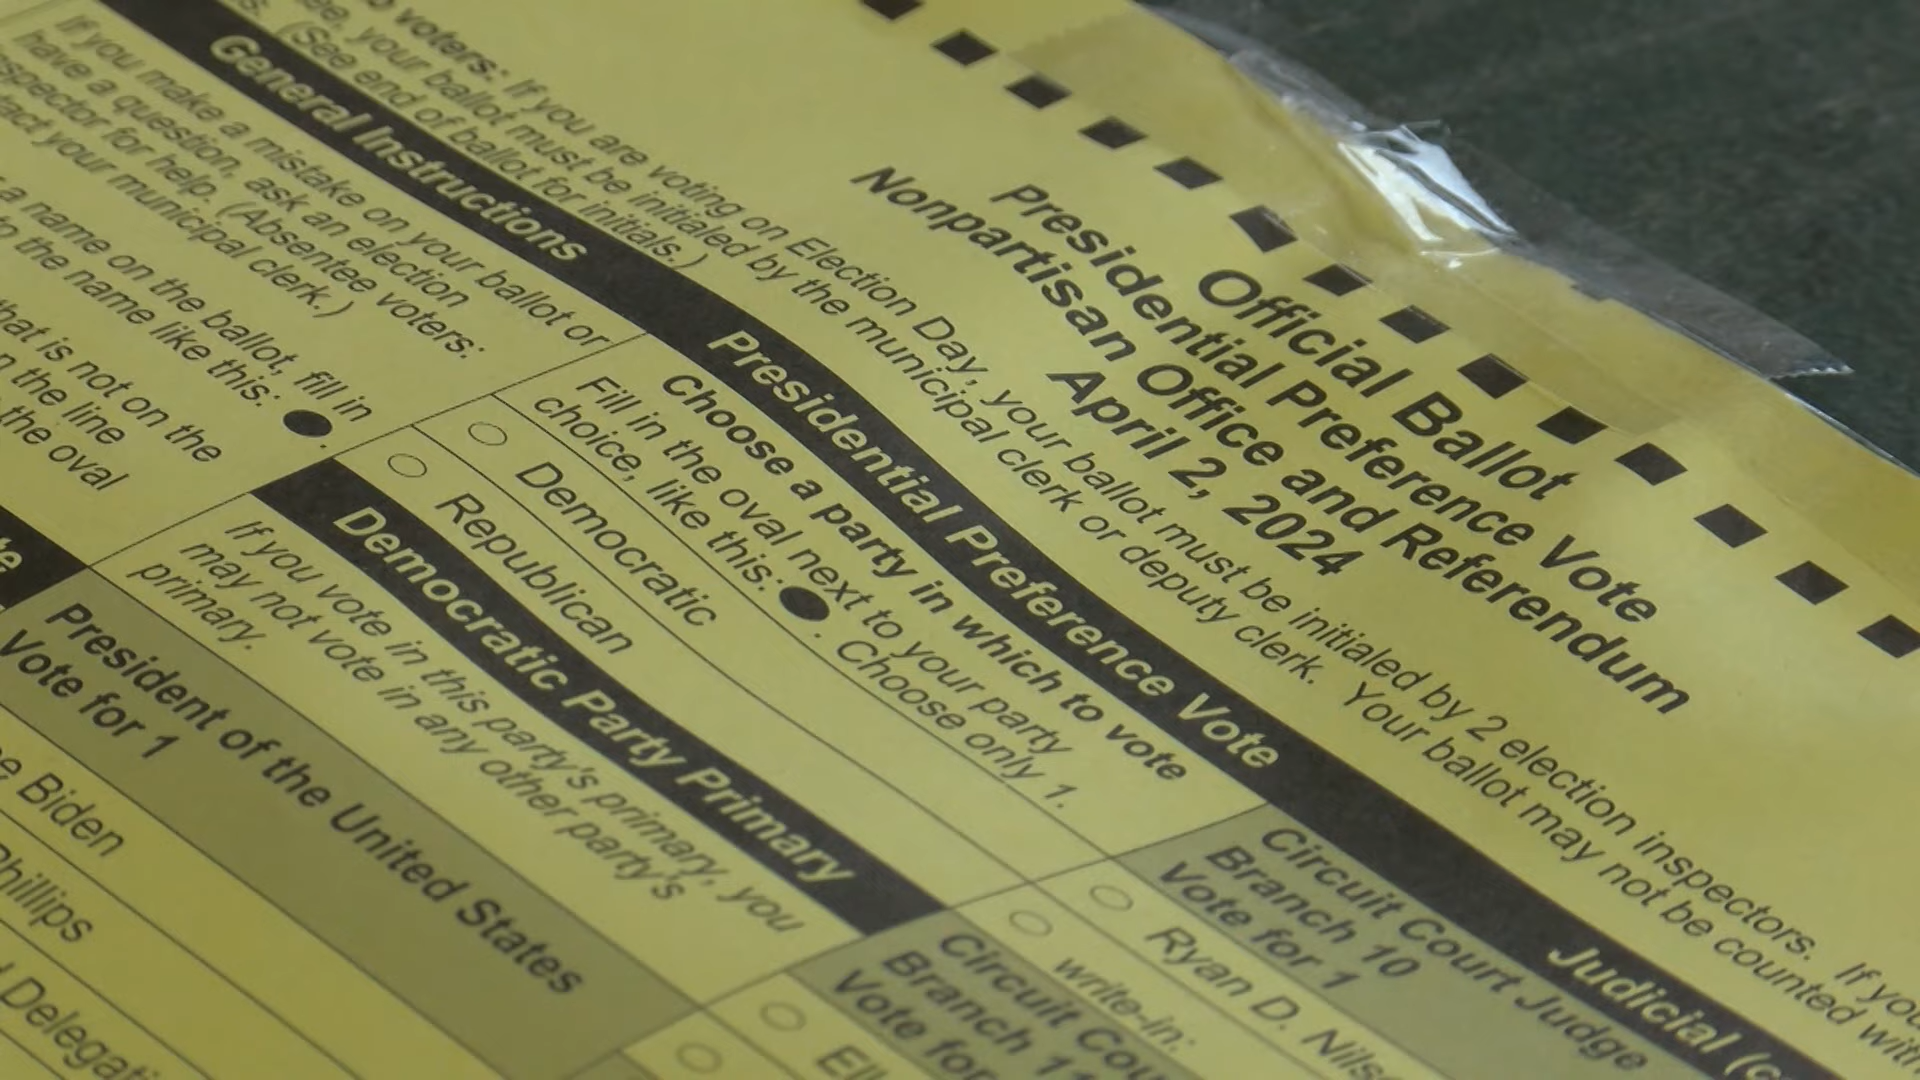 Official Ballot
Presidential Preference Vote
Nonpartisan Office and Referendum
April 2, 2024
voters: If you are voting on Election Day, your ballot must be initialed by 2 election inspectors. If you
your ballot must be initialed by the municipal clerk or deputy clerk. Your ballot may not be counted
(See end of ballot for initials.)
General Instructions
If you make a mistake on your ballot or
have a question, ask an election
for help. (Absentee voters:
your municipal clerk.)
a name on the ballot, fill in
the name like this:
that is not on the
the line
the oval
Presidential Preference Vote
Choose a party in which to vote
Fill in the oval next to your party
choice, like this: . Choose only 1.
Democratic
Republican
Democratic Party Primary
If you vote in this party's primary, you
may not vote in any other party's
primary.
President of the United States
Vote for 1
Biden
Phillips
Judicial
Circuit Court Judge
Branch 10
Vote for 1
Ryan D.
write-in:
Circuit
Branch
Vote for